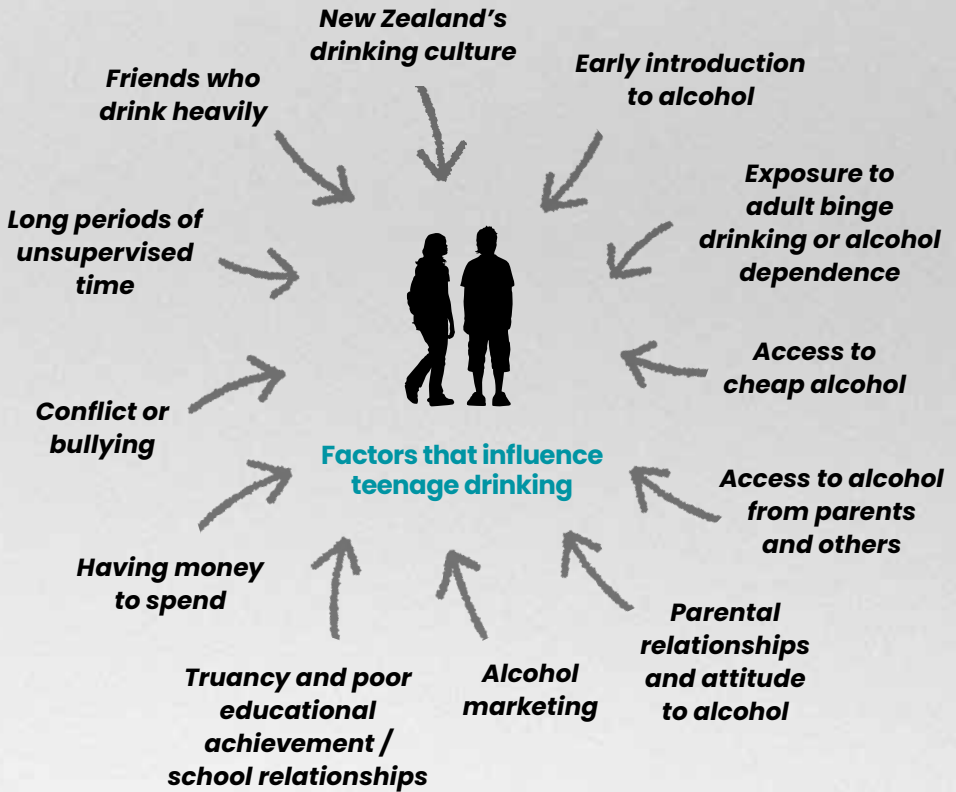 New Zealand's
drinking culture
Early introduction
to alcohol
Exposure to
adult binge
drinking or alcohol
dependence
Access to
cheap alcohol
Access to alcohol
from parents
and others
Parental
relationships
and attitude
to alcohol
Alcohol
marketing
Truancy and poor
educational
achievement /
school relationships
Having money
to spend
Conflict or
bullying
Long periods of
unsupervised
time
Friends who
drink heavily
Factors that influence
teenage drinking